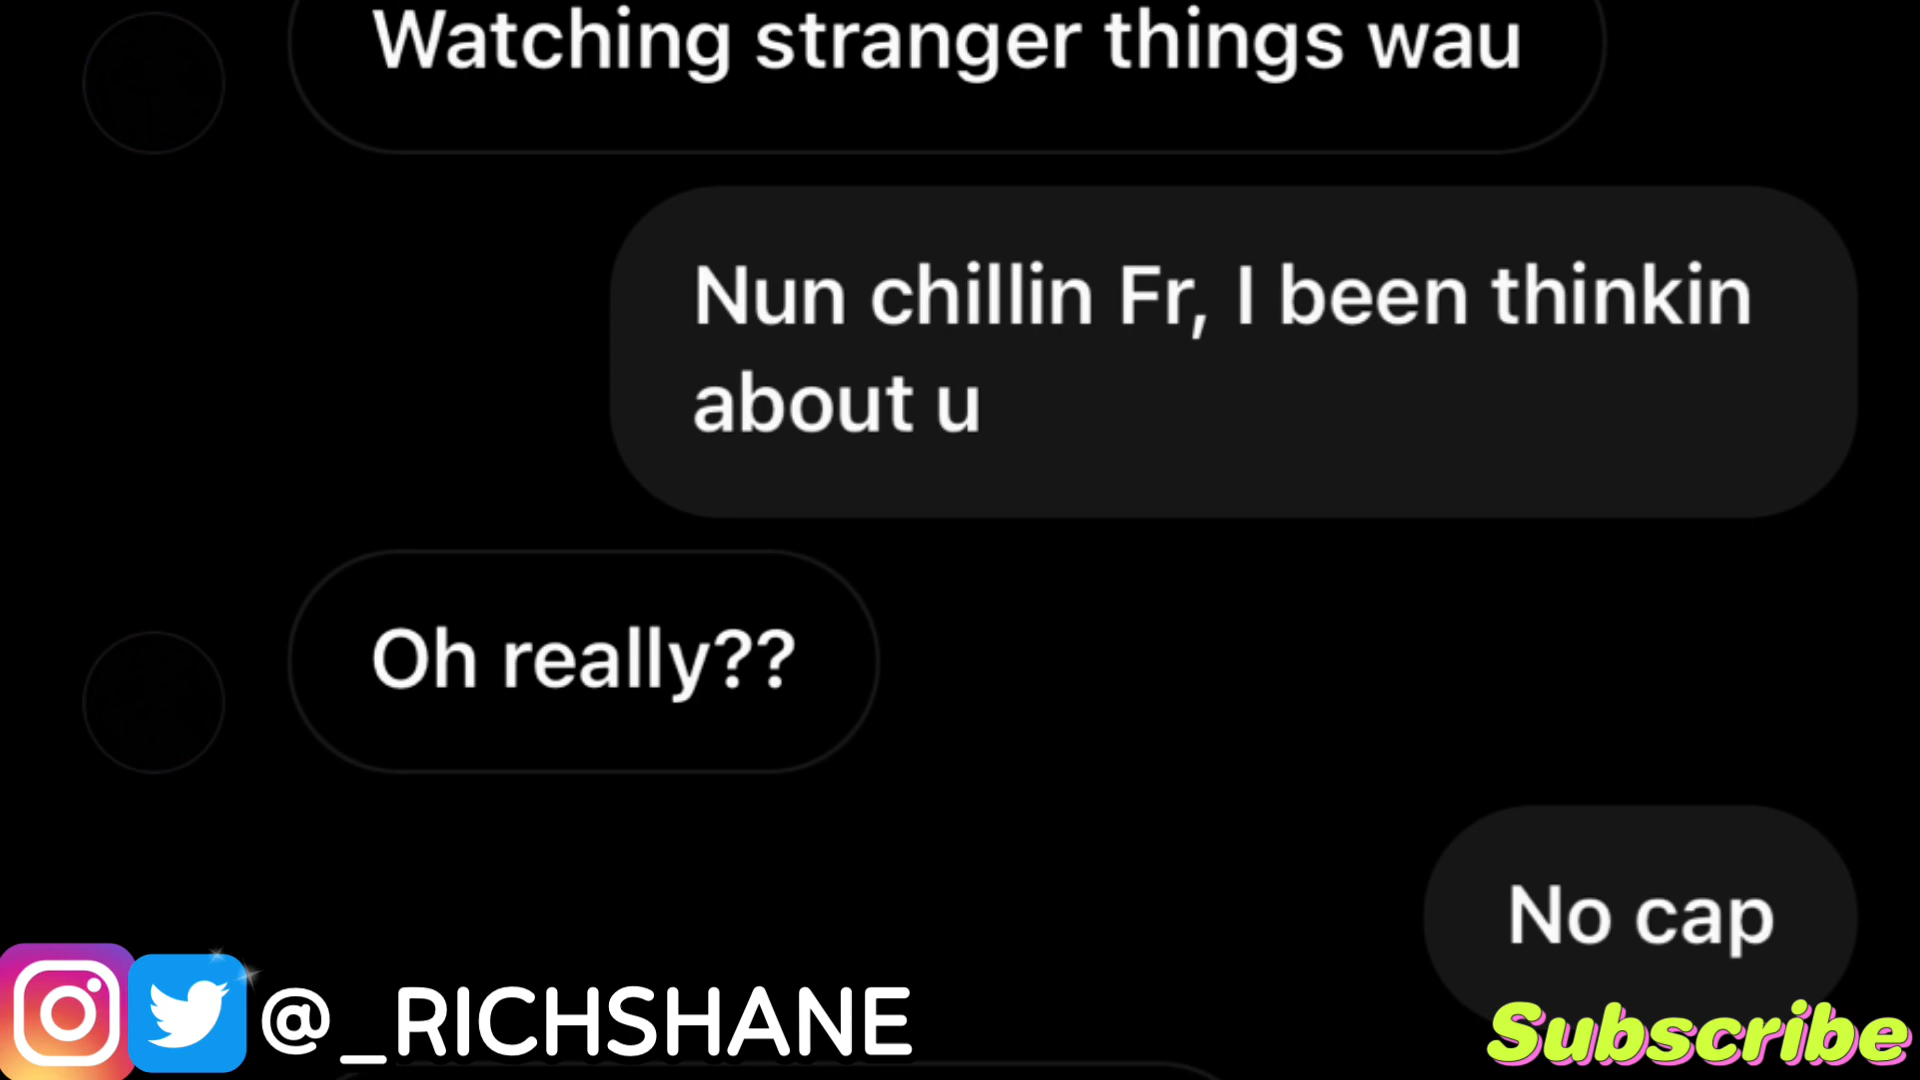 Watching stranger things wau
Nun chillin Fr, I been thinkin
about u
Oh really??
No cap
@_RICHSHANE
Subscribe